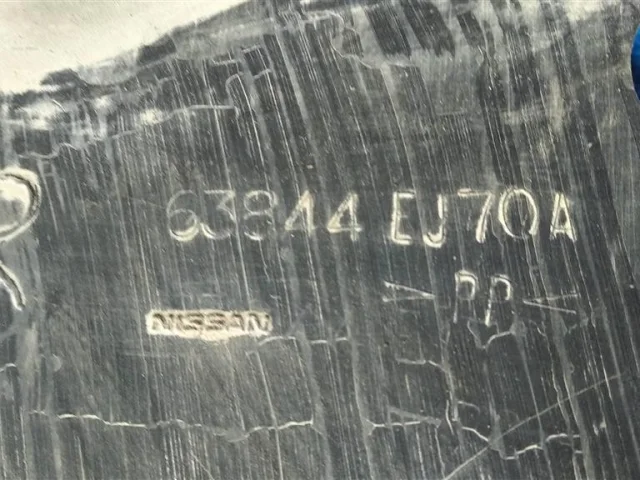 R
63844 EJ70A
>PP<
NISSAN